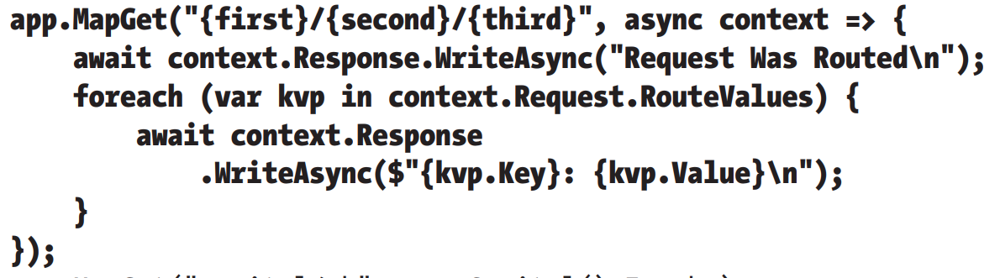 app.MapGet("{first}/{second}/{third}", async context => {
    await context.Response.WriteAsync("Request Was Routed\n");
    foreach (var kvp in context.Request.RouteValues) {
        await context.Response
            .WriteAsync($"{kvp.Key}: {kvp.Value}\n");
    }
});